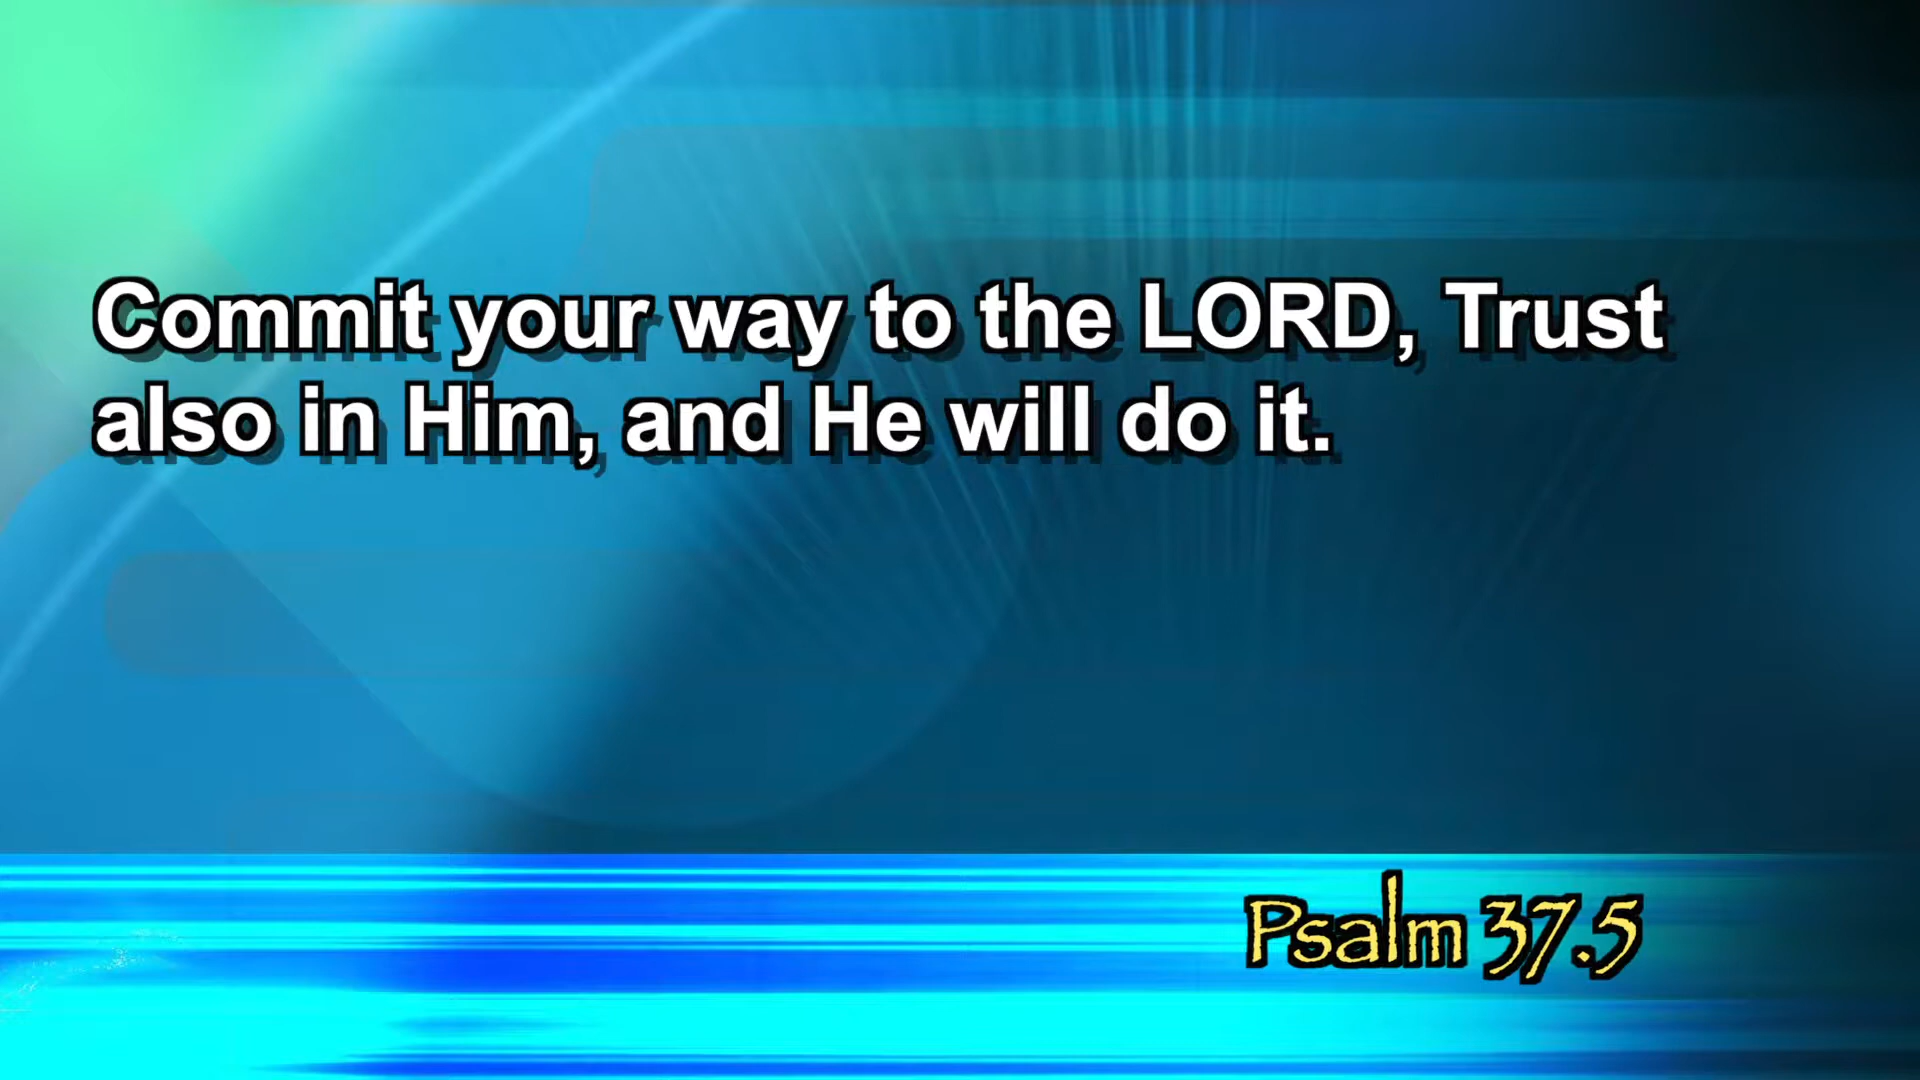 Commit your way to the LORD, Trust
also in Him, and He will do it.
Psalm 37.5